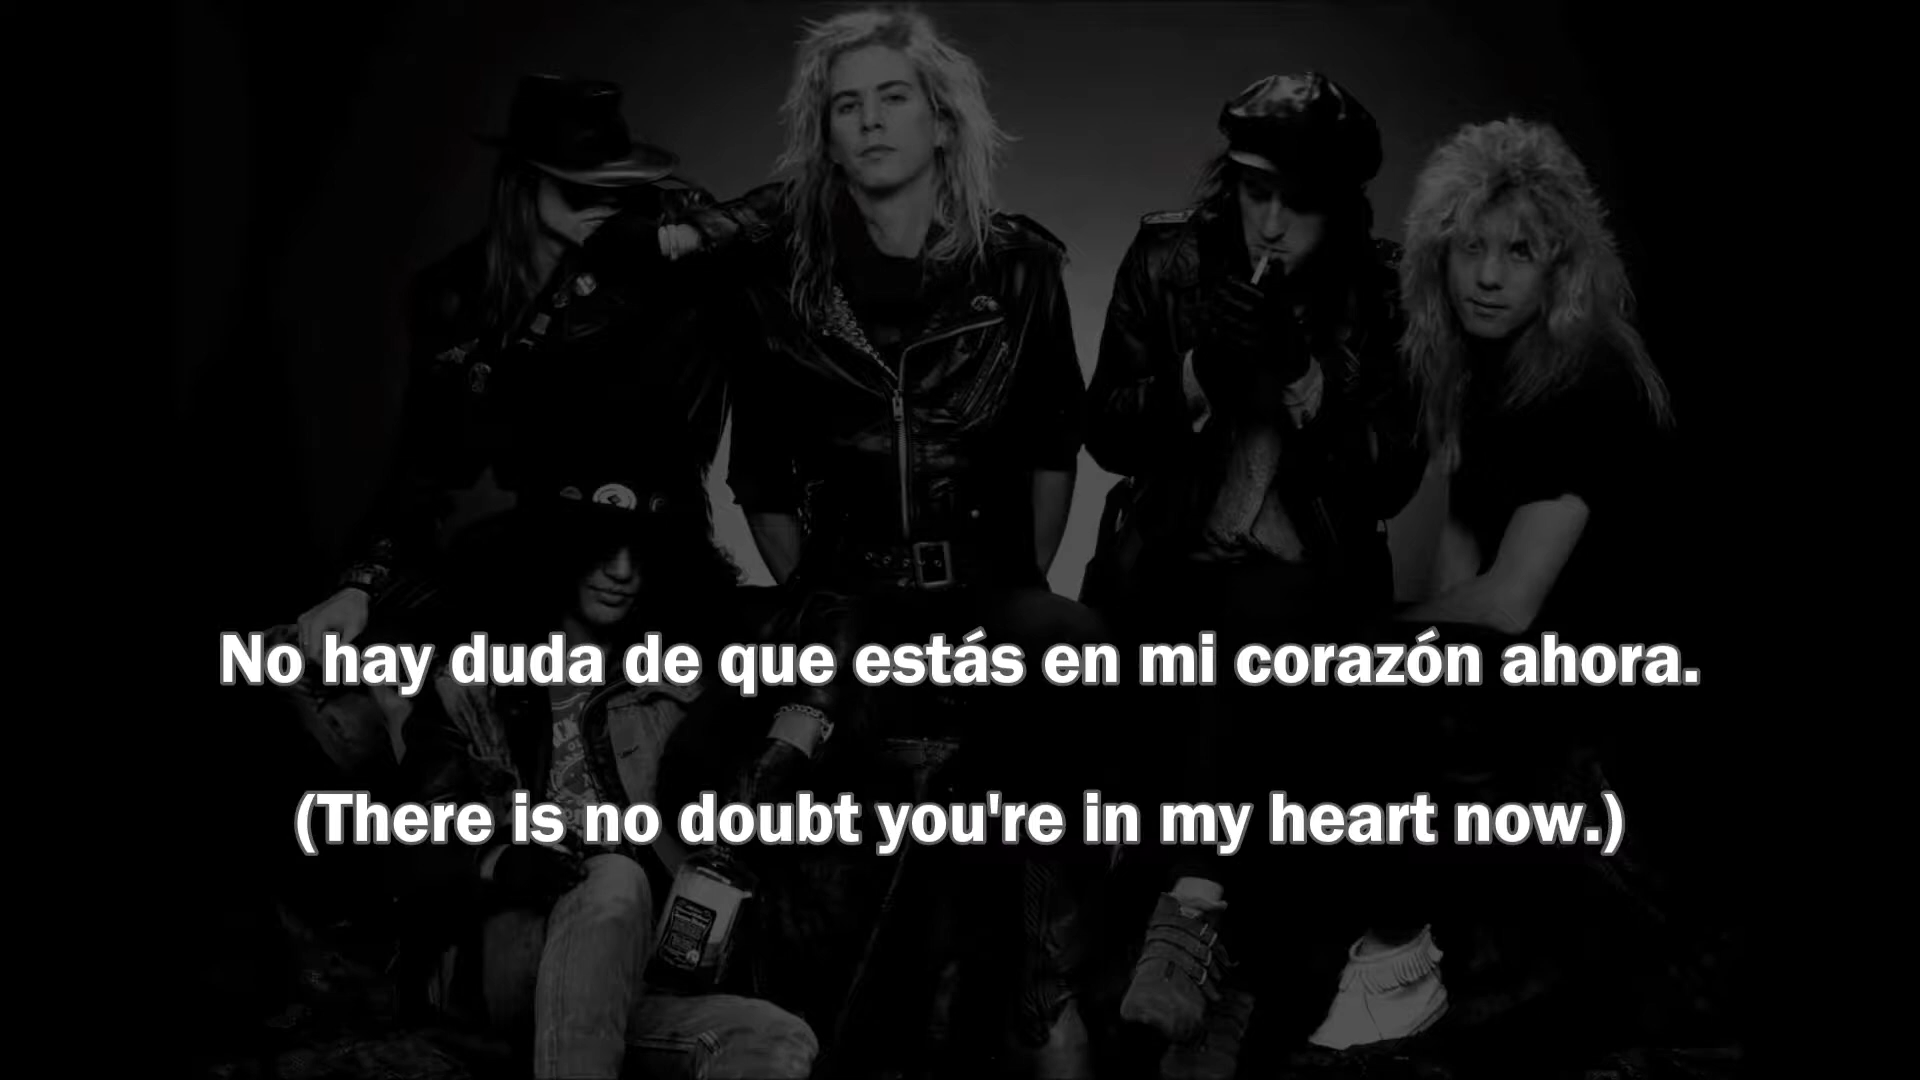 No hay duda de que estás en mi corazón ahora.
(There is no doubt you're in my heart now.)